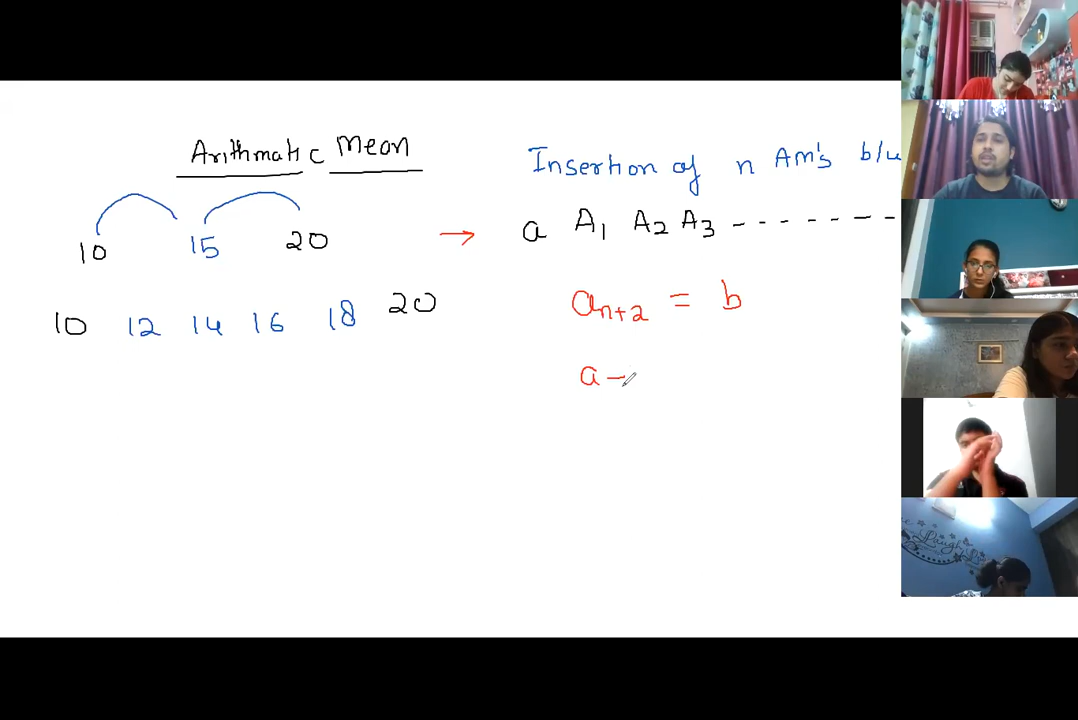 Arithmatic Mean
10 15 20
10 12 14 16 18 20
Insertion of n Am's b/w
→ a A1 A2 A3 --------
an+2 = b
a -
Laugh